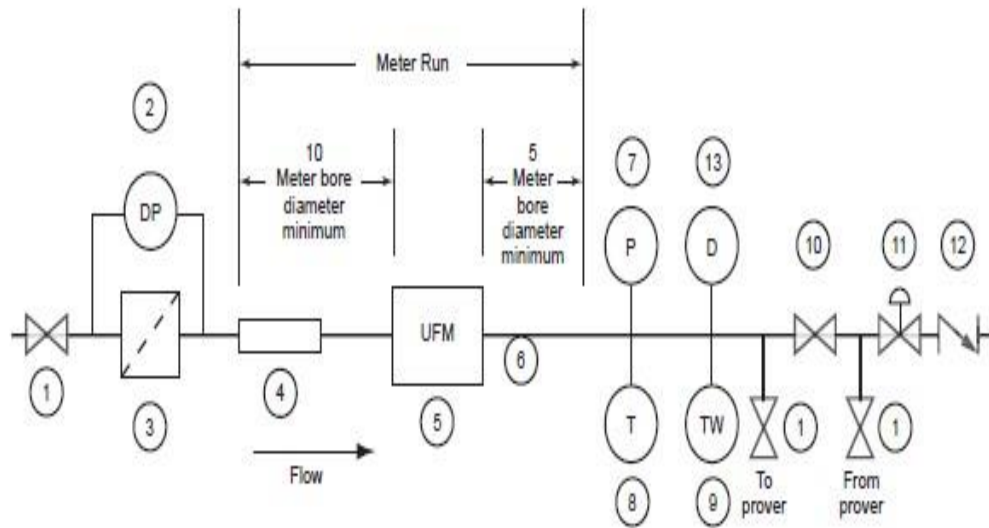 Meter Run
2
10
Meter bore
diameter
minimum
5
Meter
bore
diameter
minimum
7
13
DP
P
D
10
11
12
UFM
6
1
3
4
5
T
TW
1
1
Flow
8
9
To
prover
From
prover